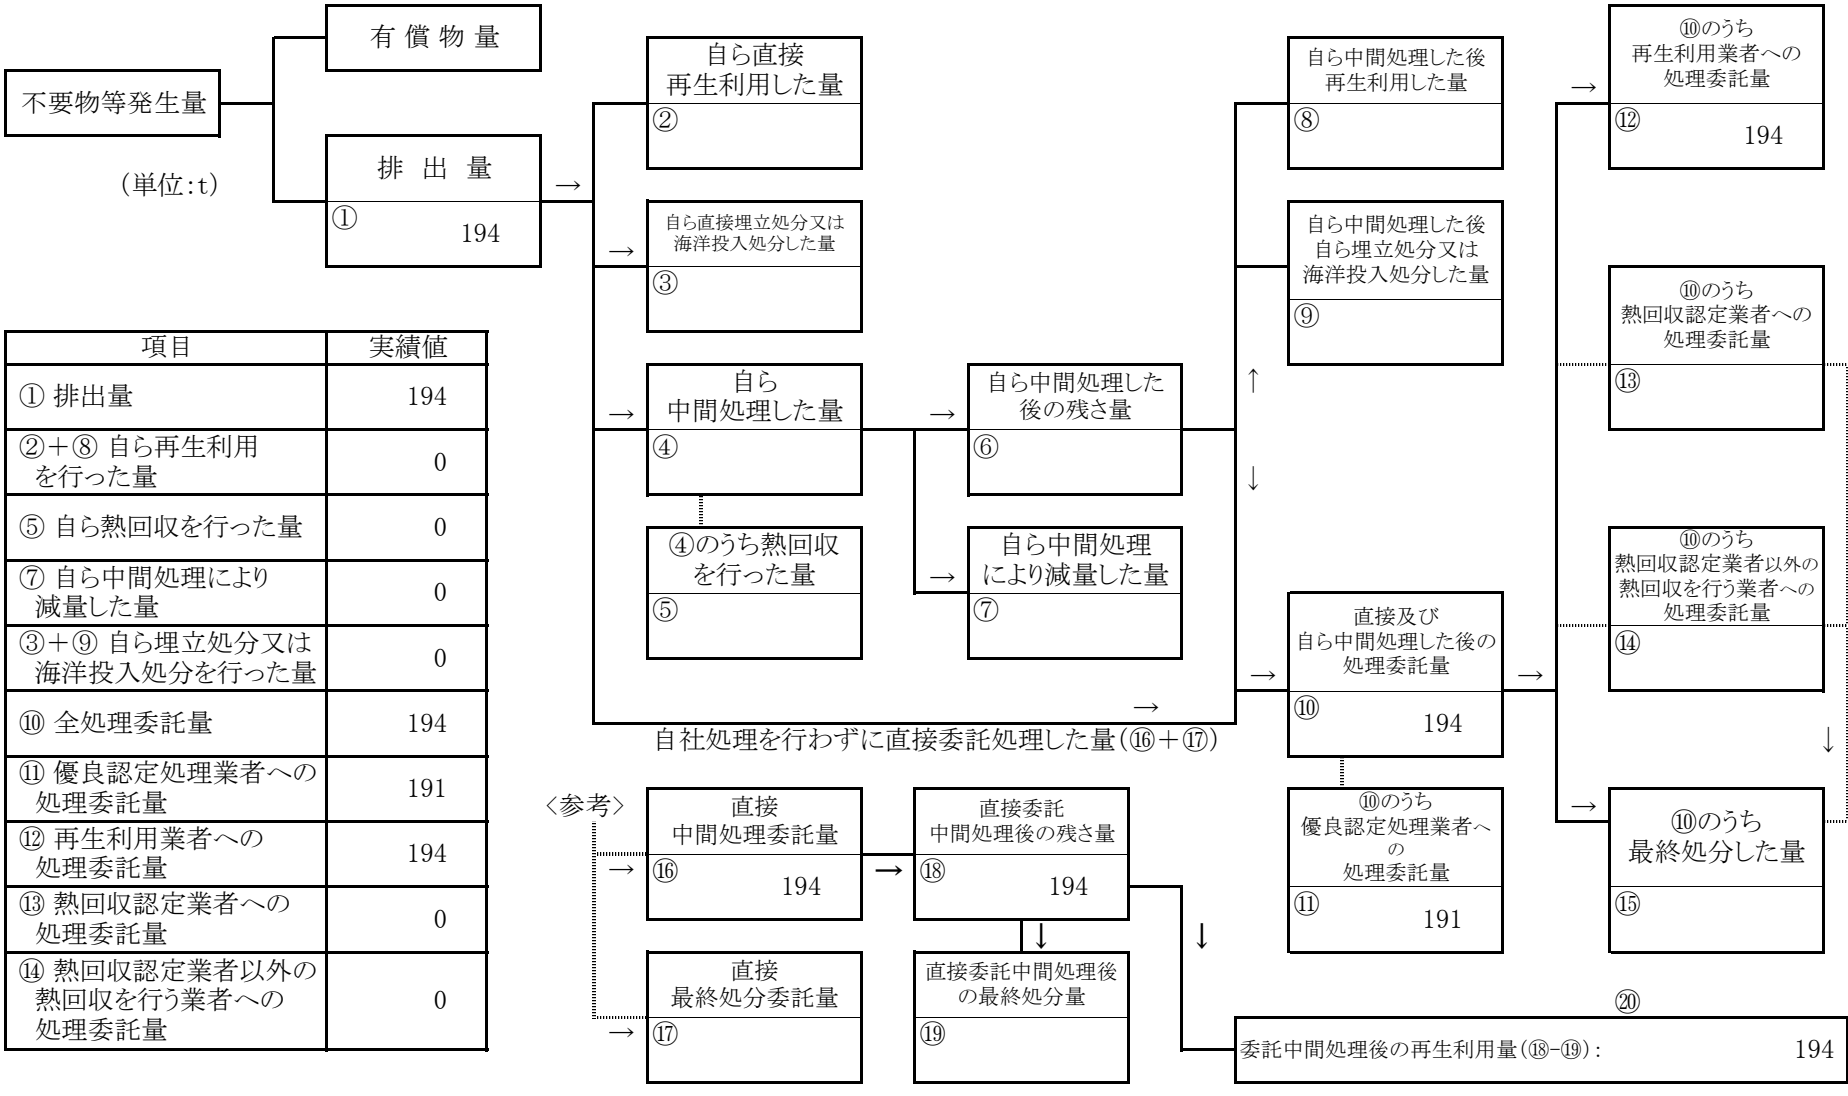 不要物等発生量
有償物量
(単位:t)
排出量
①
194
→
自ら直接
再生利用した量
②
→
自ら直接埋立処分又は
海洋投入処分した量
③
→
自ら
中間処理した量
④
④のうち熱回収
を行った量
⑤
→
自ら中間処理した
後の残さ量
⑥
→
自ら中間処理
により減量した量
⑦
自ら中間処理した後
再生利用した量
⑧
自ら中間処理した後
自ら埋立処分又は
海洋投入処分した量
⑨
↑
↓
→
自社処理を行わずに直接委託処理した量(⑯+⑰)
→
直接及び
自ら中間処理した後の
処理委託量
⑩
194
→
⑩のうち
優良認定処理業者へ
の
処理委託量
⑪
191
→
⑩のうち
再生利用業者への
処理委託量
⑫
194
⑩のうち
熱回収認定業者への
処理委託量
⑬
⑩のうち
熱回収認定業者以外の
熱回収を行う業者への
処理委託量
⑭
↓
→
⑩のうち
最終処分した量
⑮
項目 実績値
① 排出量 194
②+⑧ 自ら再生利用
を行った量 0
⑤ 自ら熱回収を行った量 0
⑦ 自ら中間処理により
減量した量 0
③+⑨ 自ら埋立処分又は
海洋投入処分を行った量 0
⑩ 全処理委託量 194
⑪ 優良認定処理業者への
処理委託量 191
⑫ 再生利用業者への
処理委託量 194
⑬ 熱回収認定業者への
処理委託量 0
⑭ 熱回収認定業者以外の
熱回収を行う業者への
処理委託量 0
〈参考〉
→
直接
中間処理委託量
⑯
194
→
直接委託
中間処理後の残さ量
⑱
194
↓
↓
→
直接
最終処分委託量
⑰
直接委託中間処理後
の最終処分量
⑲
⑳
委託中間処理後の再生利用量(⑱-⑲): 194